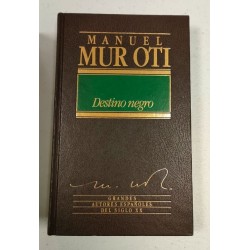 MANUEL
MUR OTI
Destino negro
GRANDES
AUTORES ESPAÑOLES
DEL SIGLO XX